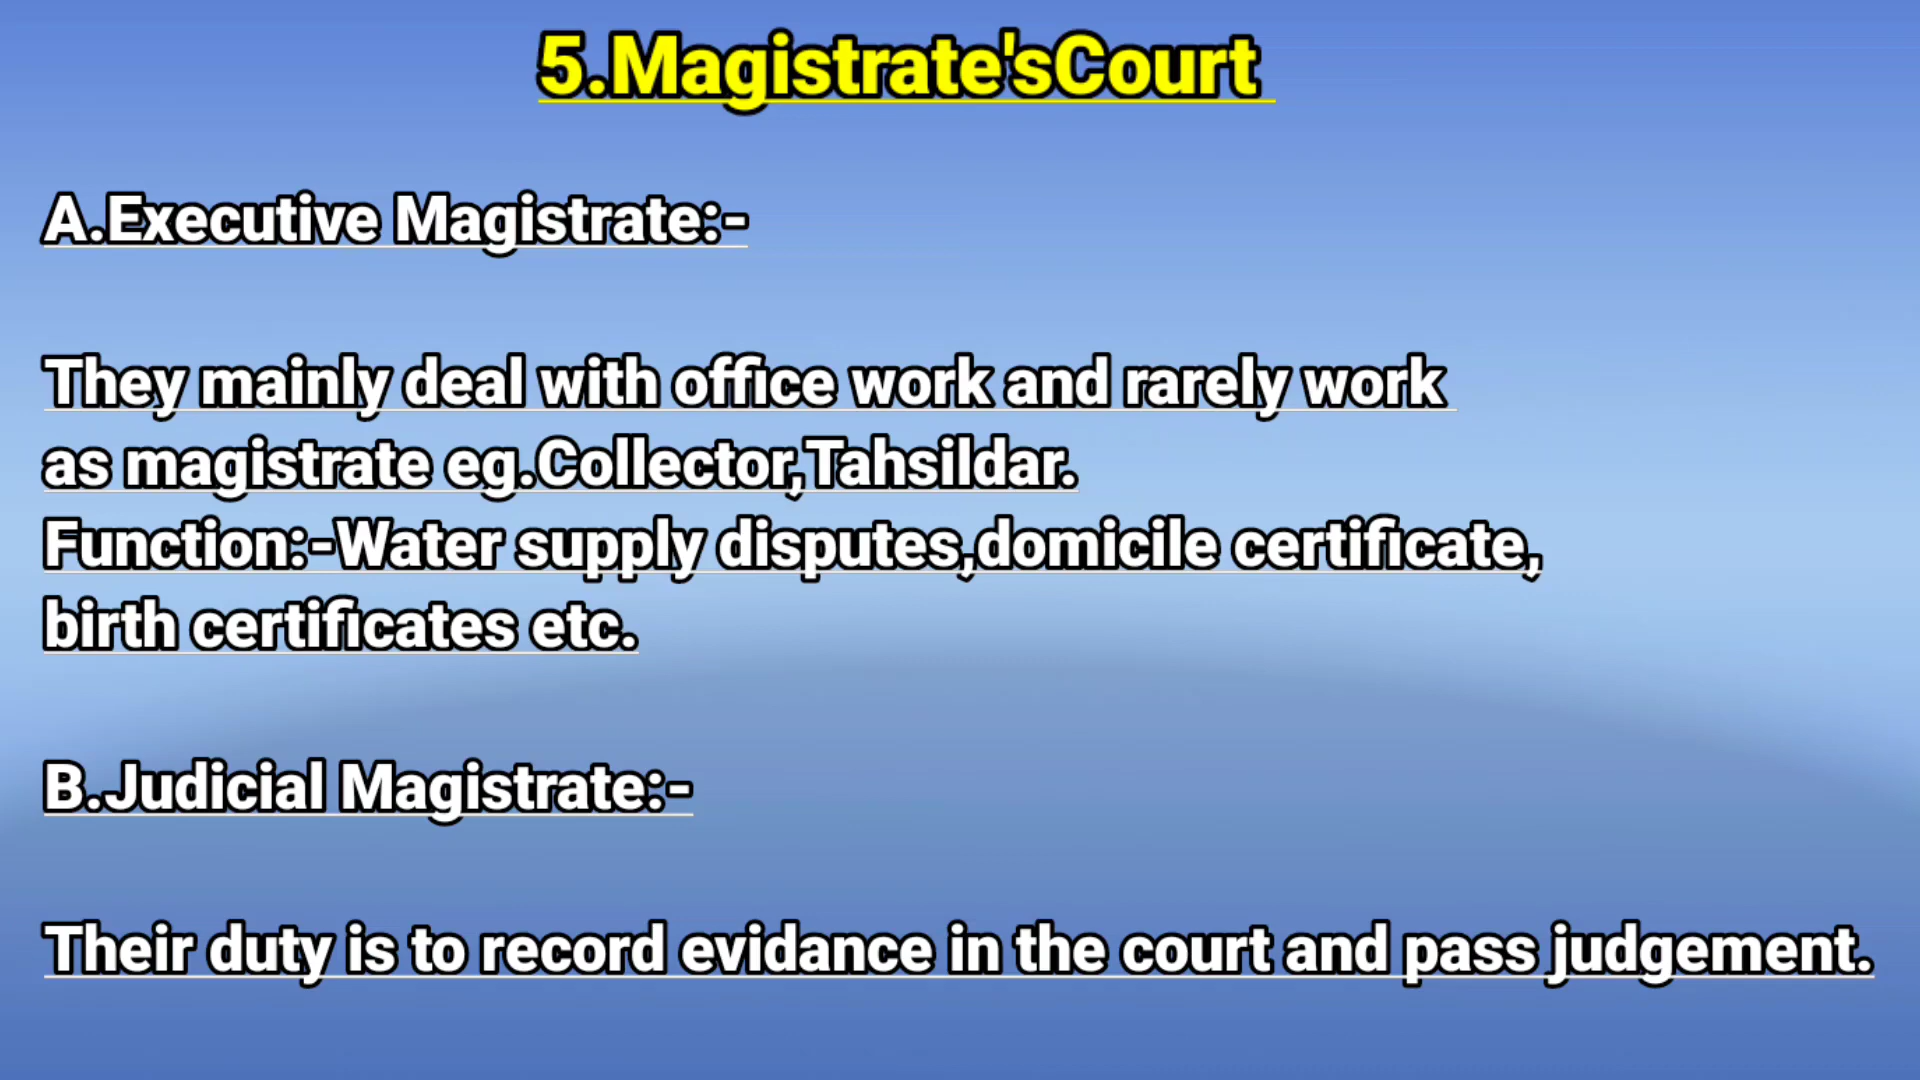 5.Magistrate'sCourt
A.Executive Magistrate:-
They mainly deal with office work and rarely work
as magistrate eg.Collector,Tahsildar.
Function:-Water supply disputes,domicile certificate,
birth certificates etc.
B.Judicial Magistrate:-
Their duty is to record evidance in the court and pass judgement.